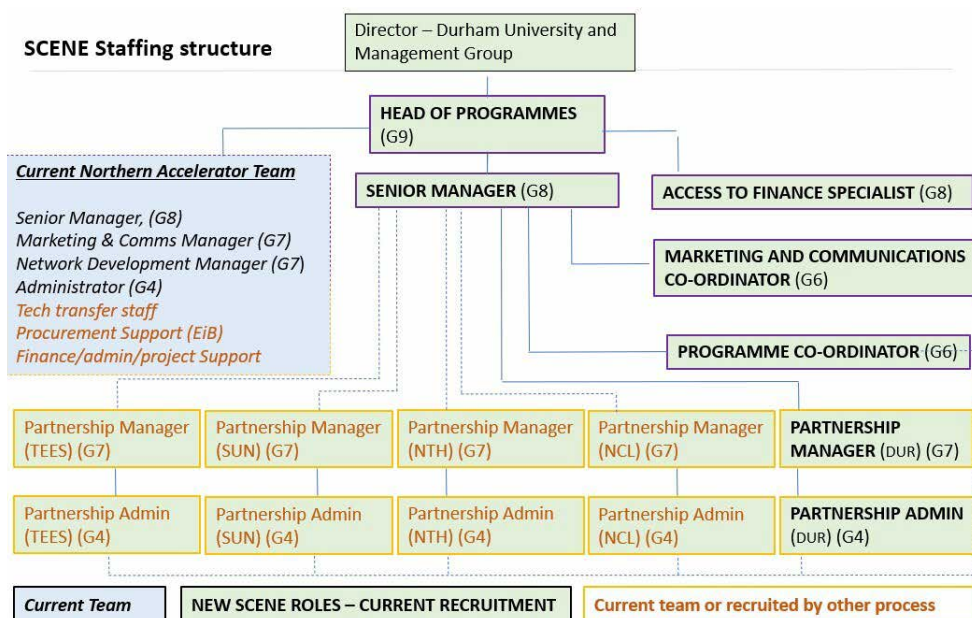 SCENE Staffing structure
Director – Durham University and
Management Group
HEAD OF PROGRAMMES
(G9)
Current Northern Accelerator Team
Senior Manager, (G8)
Marketing & Comms Manager (G7)
Network Development Manager (G7)
Administrator (G4)
Tech transfer staff
Procurement Support (EiB)
Finance/admin/project Support
SENIOR MANAGER (G8)
ACCESS TO FINANCE SPECIALIST (G8)
MARKETING AND COMMUNICATIONS
CO-ORDINATOR (G6)
PROGRAMME CO-ORDINATOR (G6)
Partnership Manager
(TEES) (G7)
Partnership Manager
(SUN) (G7)
Partnership Manager
(NTH) (G7)
Partnership Manager
(NCL) (G7)
PARTNERSHIP
MANAGER (DUR) (G7)
Partnership Admin
(TEES) (G4)
Partnership Admin
(SUN) (G4)
Partnership Admin
(NTH) (G4)
Partnership Admin
(NCL) (G4)
PARTNERSHIP ADMIN
(DUR) (G4)
Current Team
NEW SCENE ROLES – CURRENT RECRUITMENT
Current team or recruited by other process